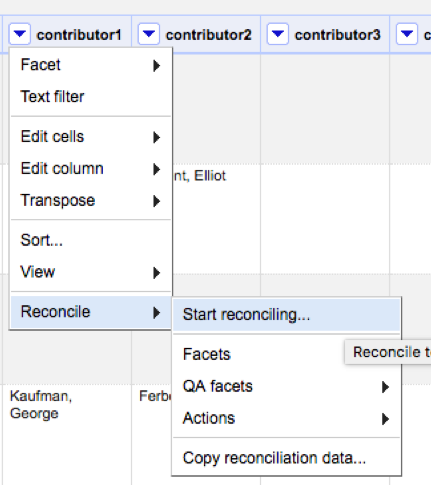 contributor1 contributor2 contributor3
Facet
Text filter
Edit cells
Edit column
nt, Elliot
Transpose
Sort...
View
Reconcile
Start reconciling...
Facets
Reconcile
QA facets
Kaufman,
George
Actions
Copy reconciliation data...